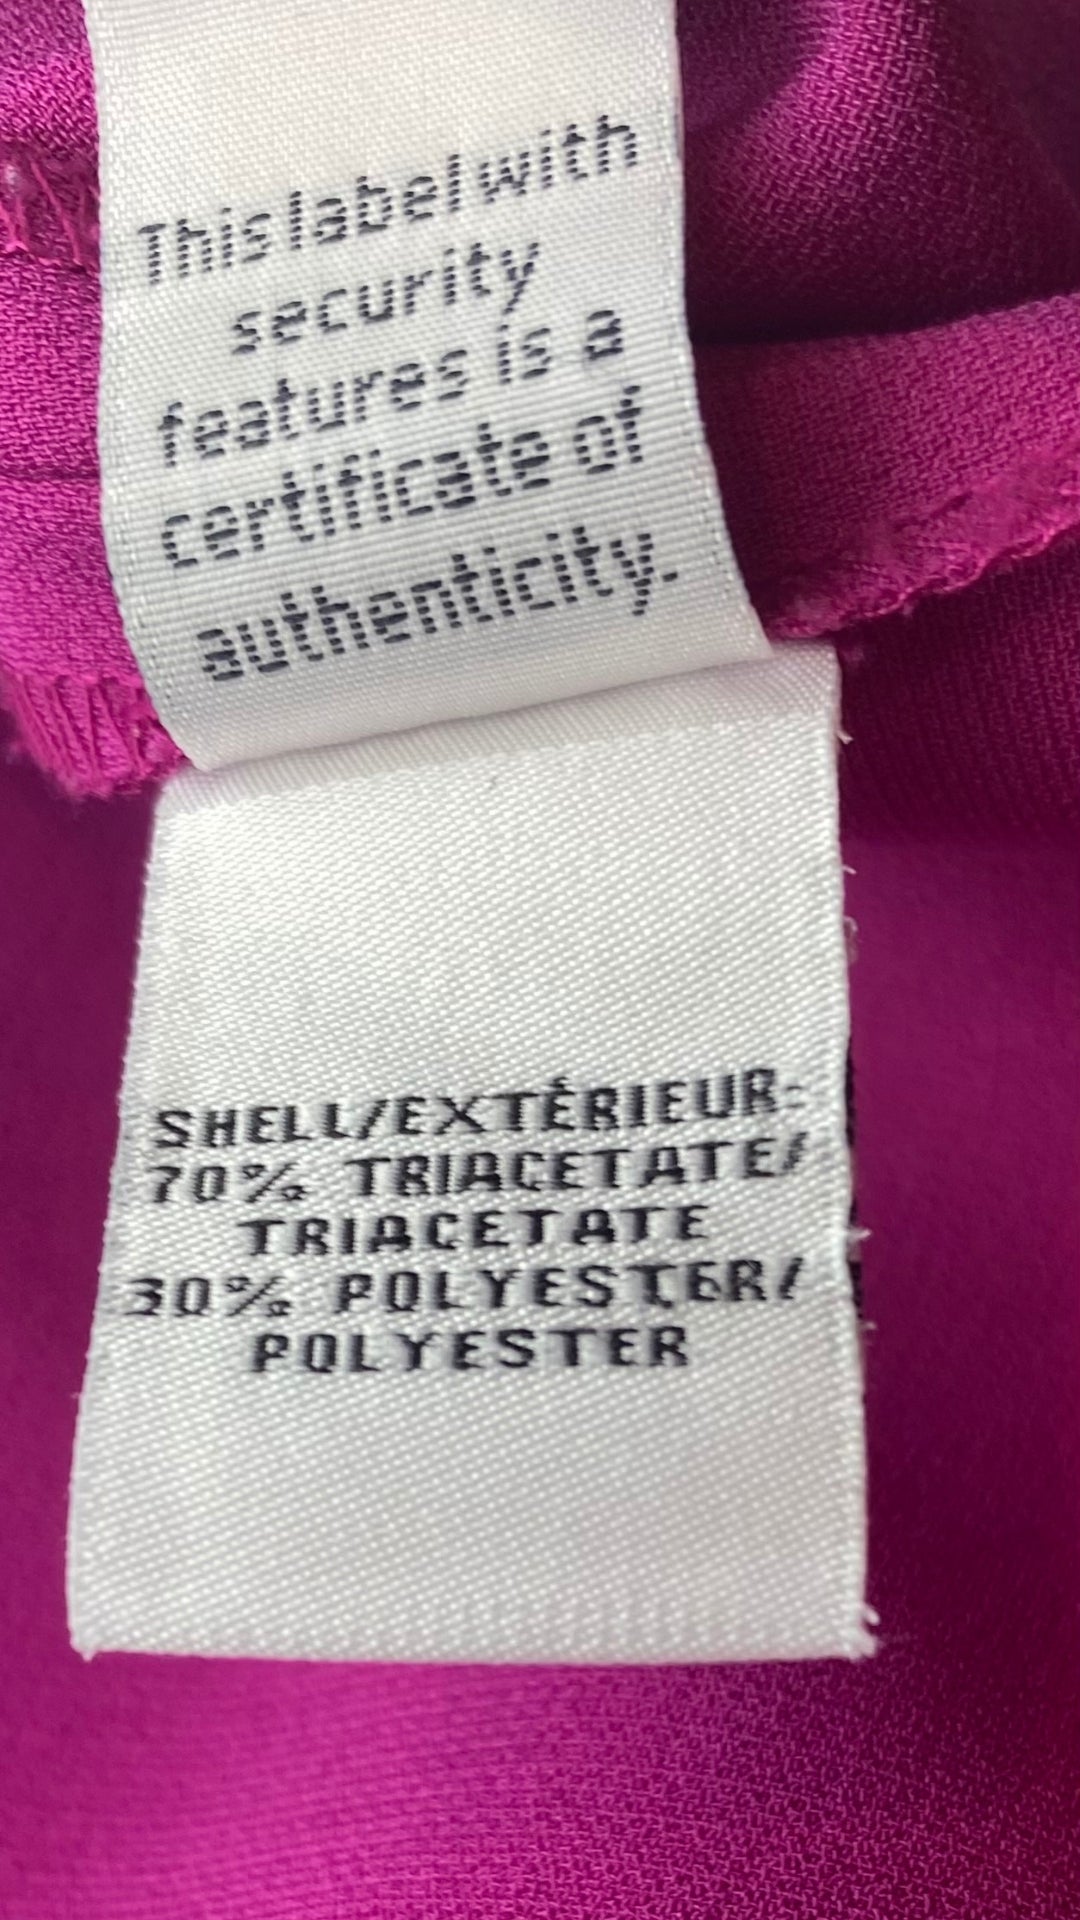 This label with
security
features is a
certificate of
authenticity.
SHELL/EXTÉRIEUR:
70% TRIACETATE/
TRIACETATE
30% POLYESTER/
POLYESTER